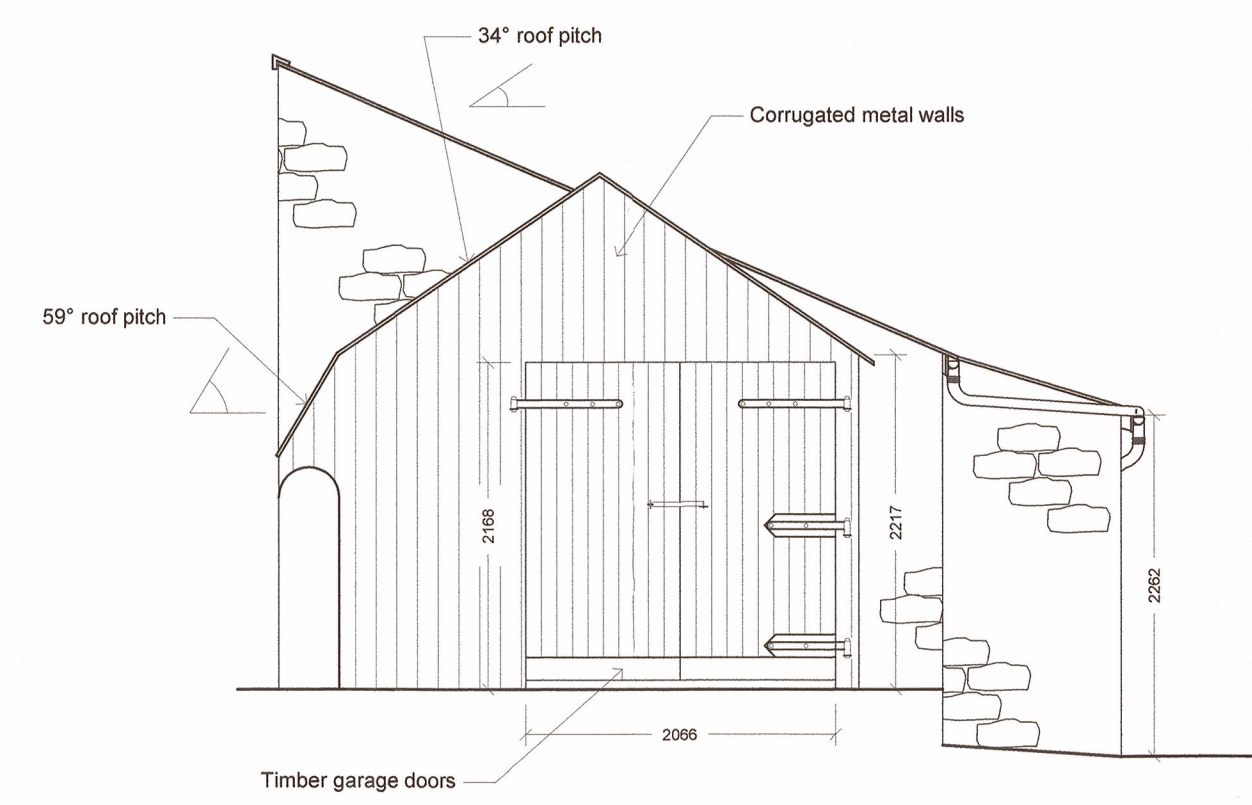 34° roof pitch
Corrugated metal walls
59° roof pitch
2168
2217
2262
2066
Timber garage doors